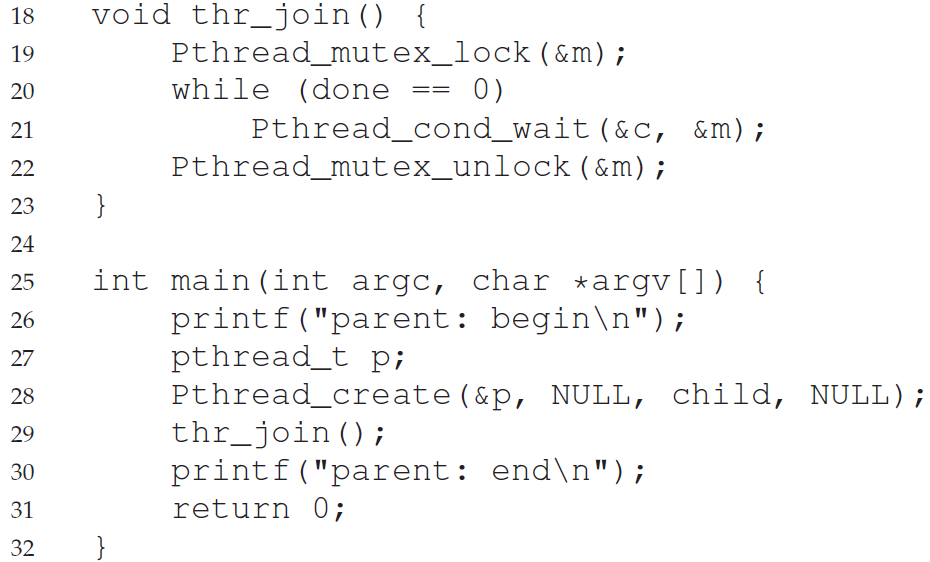 18 void thr_join() {
19     Pthread_mutex_lock(&m);
20     while (done == 0)
21         Pthread_cond_wait(&c, &m);
22     Pthread_mutex_unlock(&m);
23 }
24
25 int main(int argc, char *argv[]) {
26     printf("parent: begin\n");
27     pthread_t p;
28     Pthread_create(&p, NULL, child, NULL);
29     thr_join();
30     printf("parent: end\n");
31     return 0;
32 }